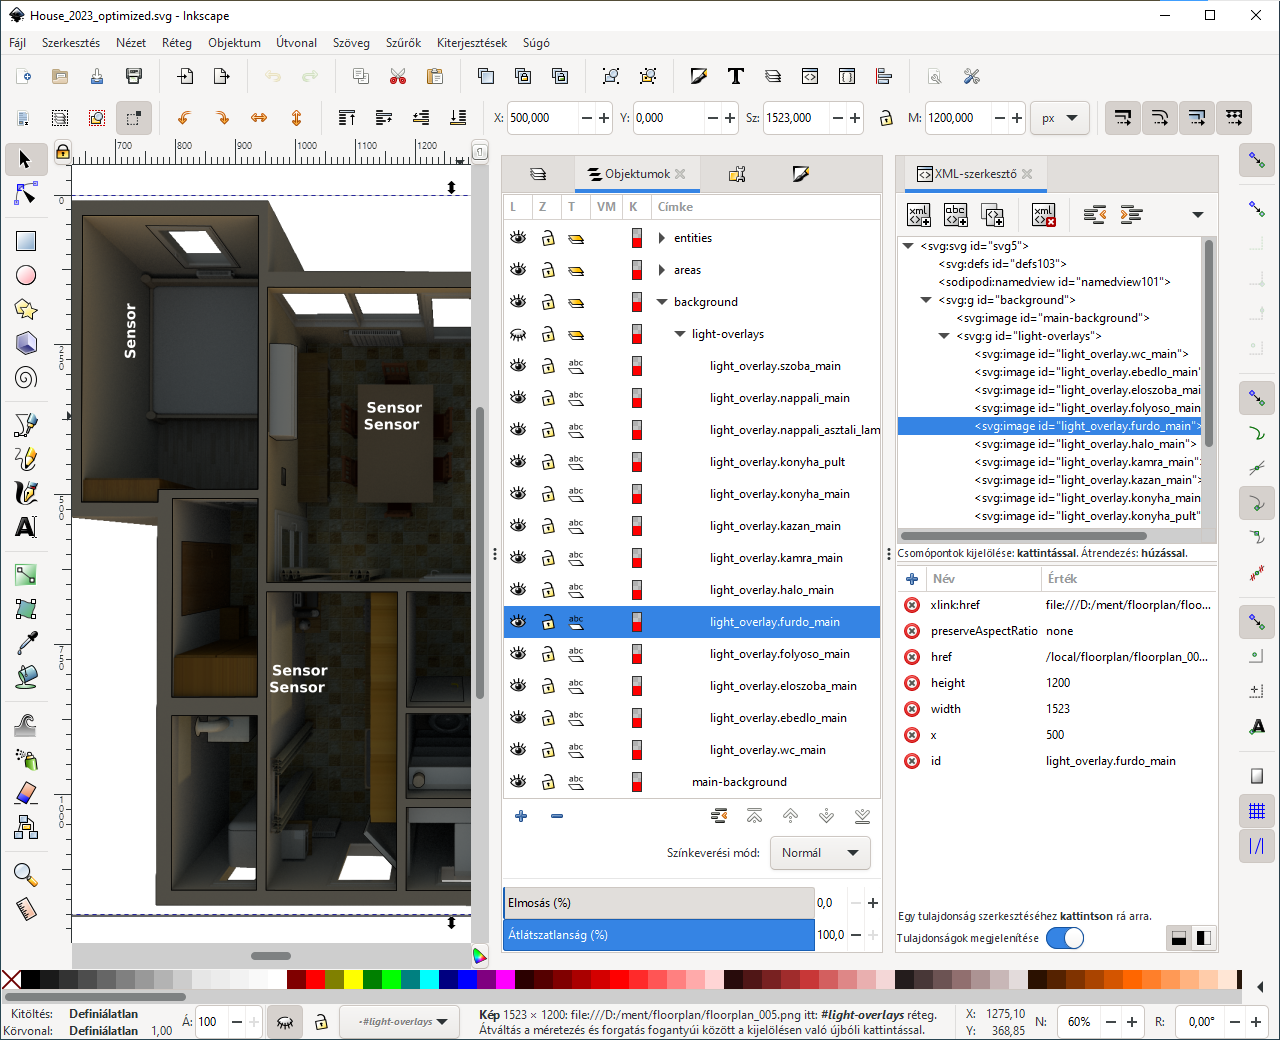 House_2023_optimized.svg - Inkscape
Fájl Szerkesztés Nézet Réteg Objektum Útvonal Szöveg Szűrők Kiterjesztések Súgó
X: 500,000 Y: 0,000 Sz: 1523,000 M: 1200,000 px
700 800 900 1000 1100 1200
0
250
500
750
1000
Sensor
Sensor
Sensor
Sensor
Sensor
Objektumok
L Z T VM K Címke
entities
areas
background
light-overlays
light_overlay.szoba_main
light_overlay.nappali_main
light_overlay.nappali_asztali_lam
light_overlay.konyha_pult
light_overlay.konyha_main
light_overlay.kazan_main
light_overlay.kamra_main
light_overlay.halo_main
light_overlay.furdo_main
light_overlay.folyoso_main
light_overlay.eloszoba_main
light_overlay.ebedlo_main
light_overlay.wc_main
main-background
Színkeverési mód: Normál
Elmosás (%) 0,0
Átlátszatlanság (%) 100,0
XML-szerkesztő
<svg:svg id="svg5">
<svg:defs id="defs103">
<sodipodi:namedview id="namedview101">
<svg:g id="background">
<svg:image id="main-background">
<svg:g id="light-overlays">
<svg:image id="light_overlay.wc_main">
<svg:image id="light_overlay.ebedlo_main"
<svg:image id="light_overlay.eloszoba_mai
<svg:image id="light_overlay.folyoso_main
<svg:image id="light_overlay.furdo_main">
<svg:image id="light_overlay.halo_main">
<svg:image id="light_overlay.kamra_main"
<svg:image id="light_overlay.kazan_main">
<svg:image id="light_overlay.konyha_main
<svg:image id="light_overlay.konyha_pult"
Csomópontok kijelölése: kattintással. Átrendezés: húzással.
Név Érték
xlink:href file:///D:/ment/floorplan/floo...
preserveAspectRatio none
href /local/floorplan/floorplan_00...
height 1200
width 1523
x 500
id light_overlay.furdo_main
Egy tulajdonság szerkesztéséhez kattintson rá arra.
Tulajdonságok megjelenítése
Kitöltés: Definiálatlan
Körvonal: Definiálatlan 1,00
Á: 100
•#light-overlays
Kép 1523 × 1200: file:///D:/ment/floorplan/floorplan_005.png itt: #light-overlays réteg.
Átváltás a méretezés és forgatás fogantyúi között a kijelölésen való újbóli kattintással.
X: 1275,10
Y: 368,85
N: 60% R: 0,00°